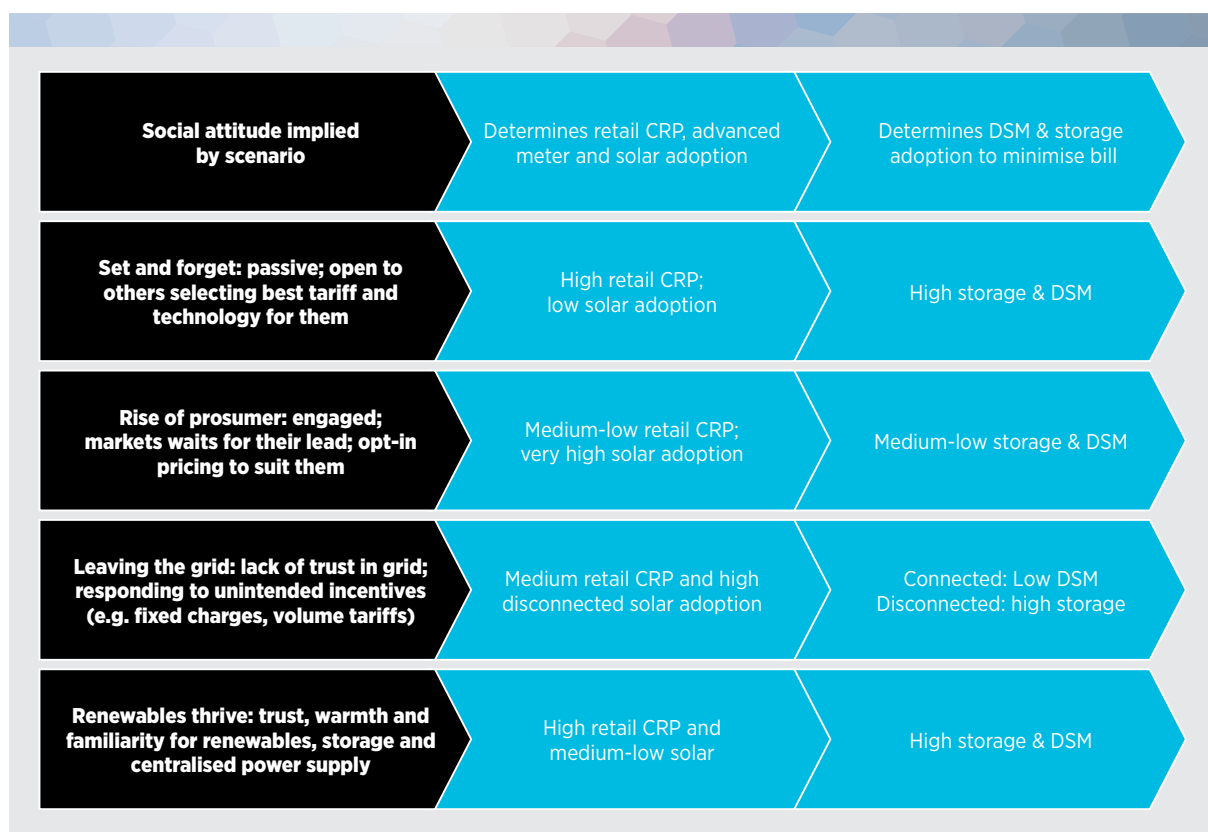 Social attitude implied
by scenario
Determines retail CRP, advanced
meter and solar adoption
Determines DSM & storage
adoption to minimise bill
Set and forget: passive; open to
others selecting best tariff and
technology for them
High retail CRP;
low solar adoption
High storage & DSM
Rise of prosumer: engaged;
markets waits for their lead; opt-in
pricing to suit them
Medium-low retail CRP;
very high solar adoption
Medium-low storage & DSM
Leaving the grid: lack of trust in grid;
responding to unintended incentives
(e.g. fixed charges, volume tariffs)
Medium retail CRP and high
disconnected solar adoption
Connected: Low DSM
Disconnected: high storage
Renewables thrive: trust, warmth and
familiarity for renewables, storage and
centralised power supply
High retail CRP and
medium-low solar
High storage & DSM